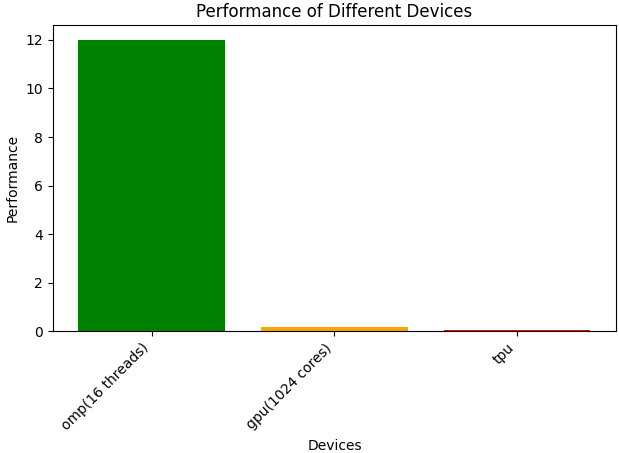 Performance of Different Devices
Performance
12
10
8
6
4
2
0
omp(16 threads)
gpu(1024 cores)
tpu
Devices